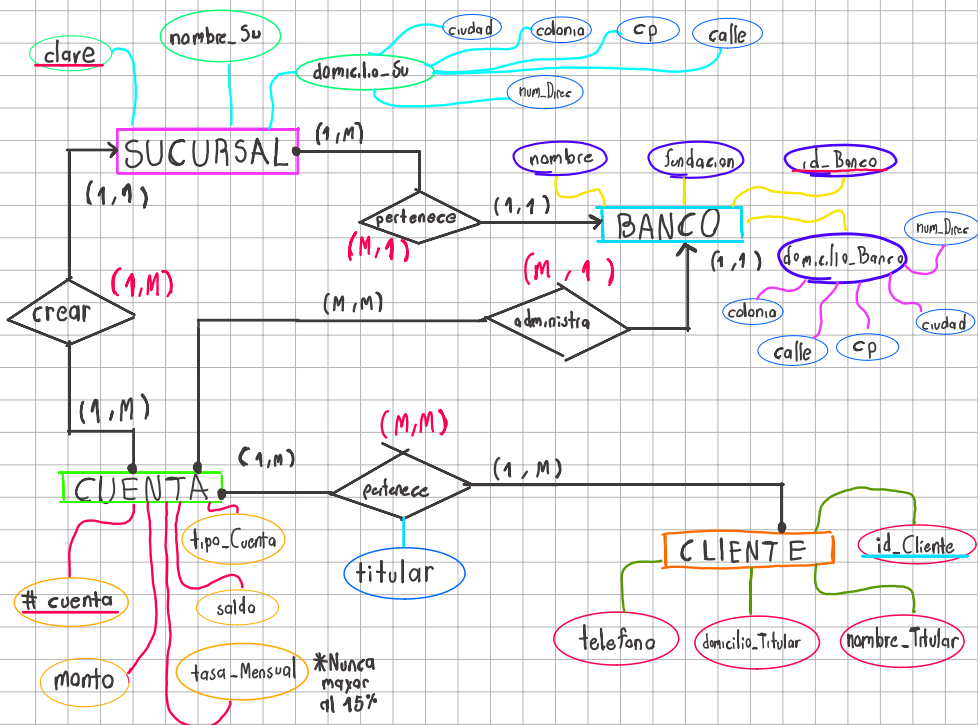 clave
nombre_Su
domicilio_Su
ciudad
colonia
cp
calle
num_Direc
SUCURSAL
(1,M)
(1,1)
pertenece
(M,1)
(1,1)
nombre
fundacion
id_Banco
BANCO
(1,1)
domicilio_Banco
num_Direc
colonia
calle
cp
ciudad
crear
(1,M)
(M,M)
(M,1)
administra
(1,M)
(1,M)
(M,M)
pertenece
(1,M)
titular
CUENTA
tipo_Cuenta
# cuenta
saldo
monto
tasa_Mensual
*Nunca
mayor
al 15%
CLIENTE
id_Cliente
telefono
domicilio_Titular
nombre_Titular